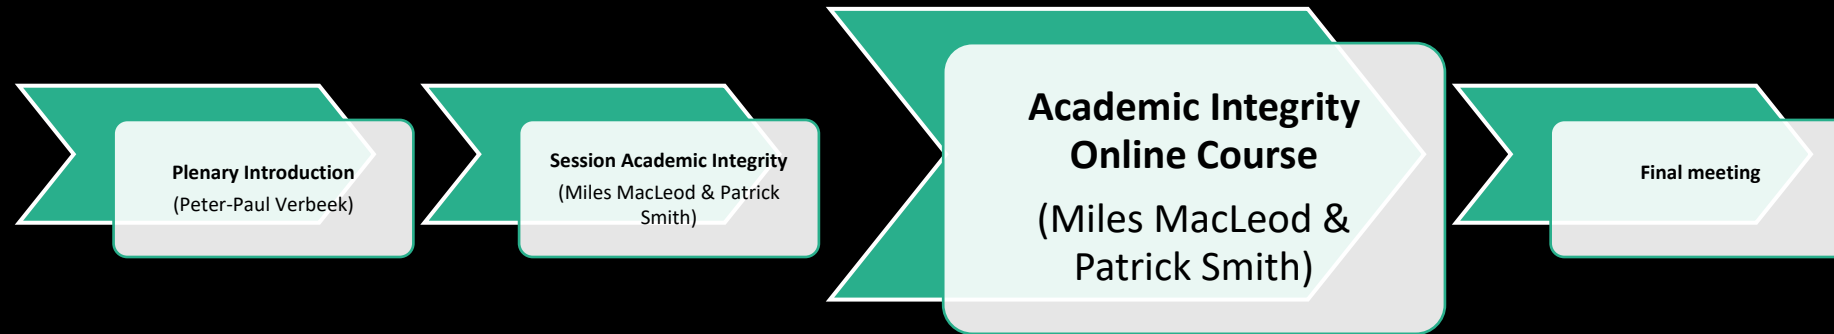 Plenary Introduction
(Peter-Paul Verbeek)
Session Academic Integrity
(Miles MacLeod & Patrick
Smith)
Academic Integrity
Online Course
(Miles MacLeod &
Patrick Smith)
Final meeting